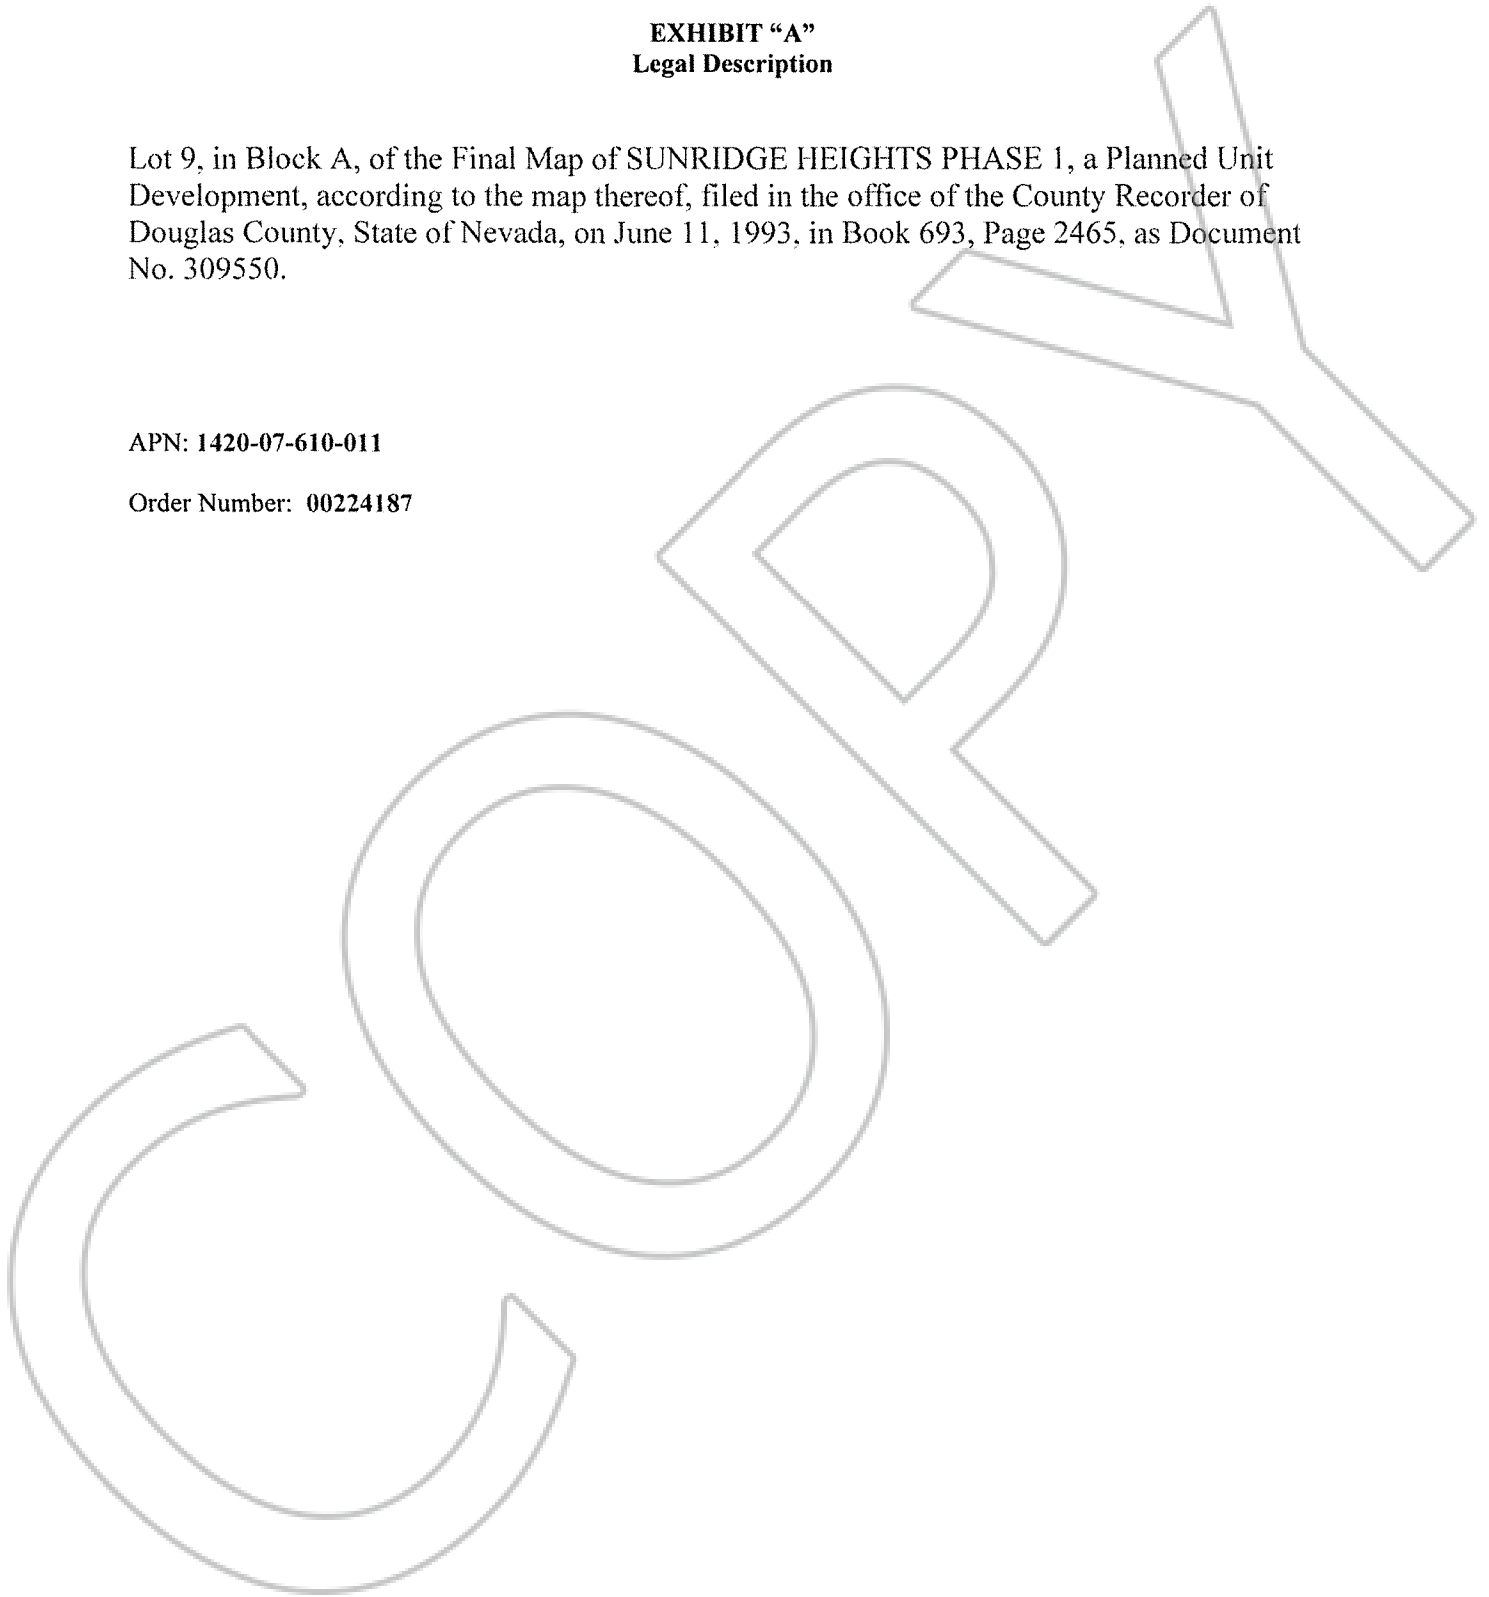 EXHIBIT “A”
Legal Description
Lot 9, in Block A, of the Final Map of SUNRIDGE HEIGHTS PHASE 1, a Planned Unit
Development, according to the map thereof, filed in the office of the County Recorder of
Douglas County, State of Nevada, on June 11, 1993, in Book 693, Page 2465, as Document
No. 309550.
APN: 1420-07-610-011
Order Number: 00224187
COPY